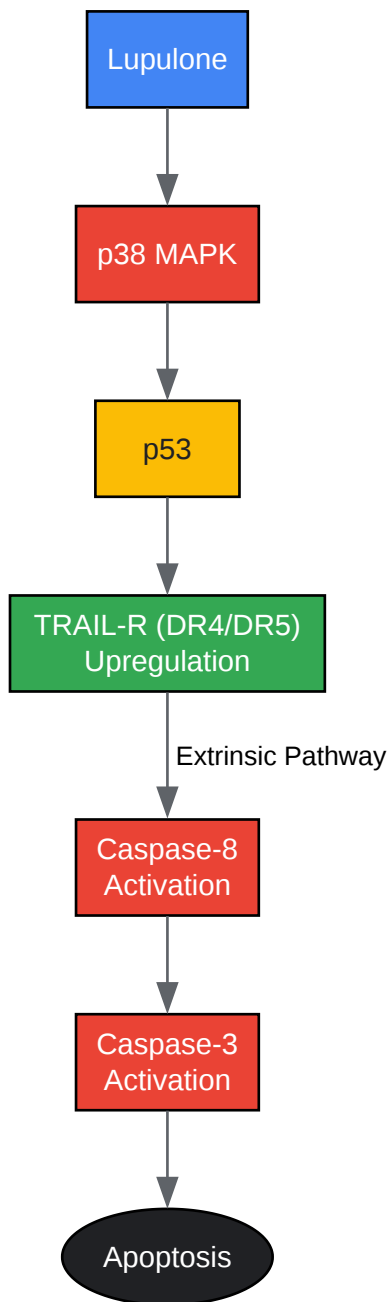 Lupulone
p38 MAPK
p53
TRAIL-R (DR4/DR5)
Upregulation
Extrinsic Pathway
Caspase-8
Activation
Caspase-3
Activation
Apoptosis